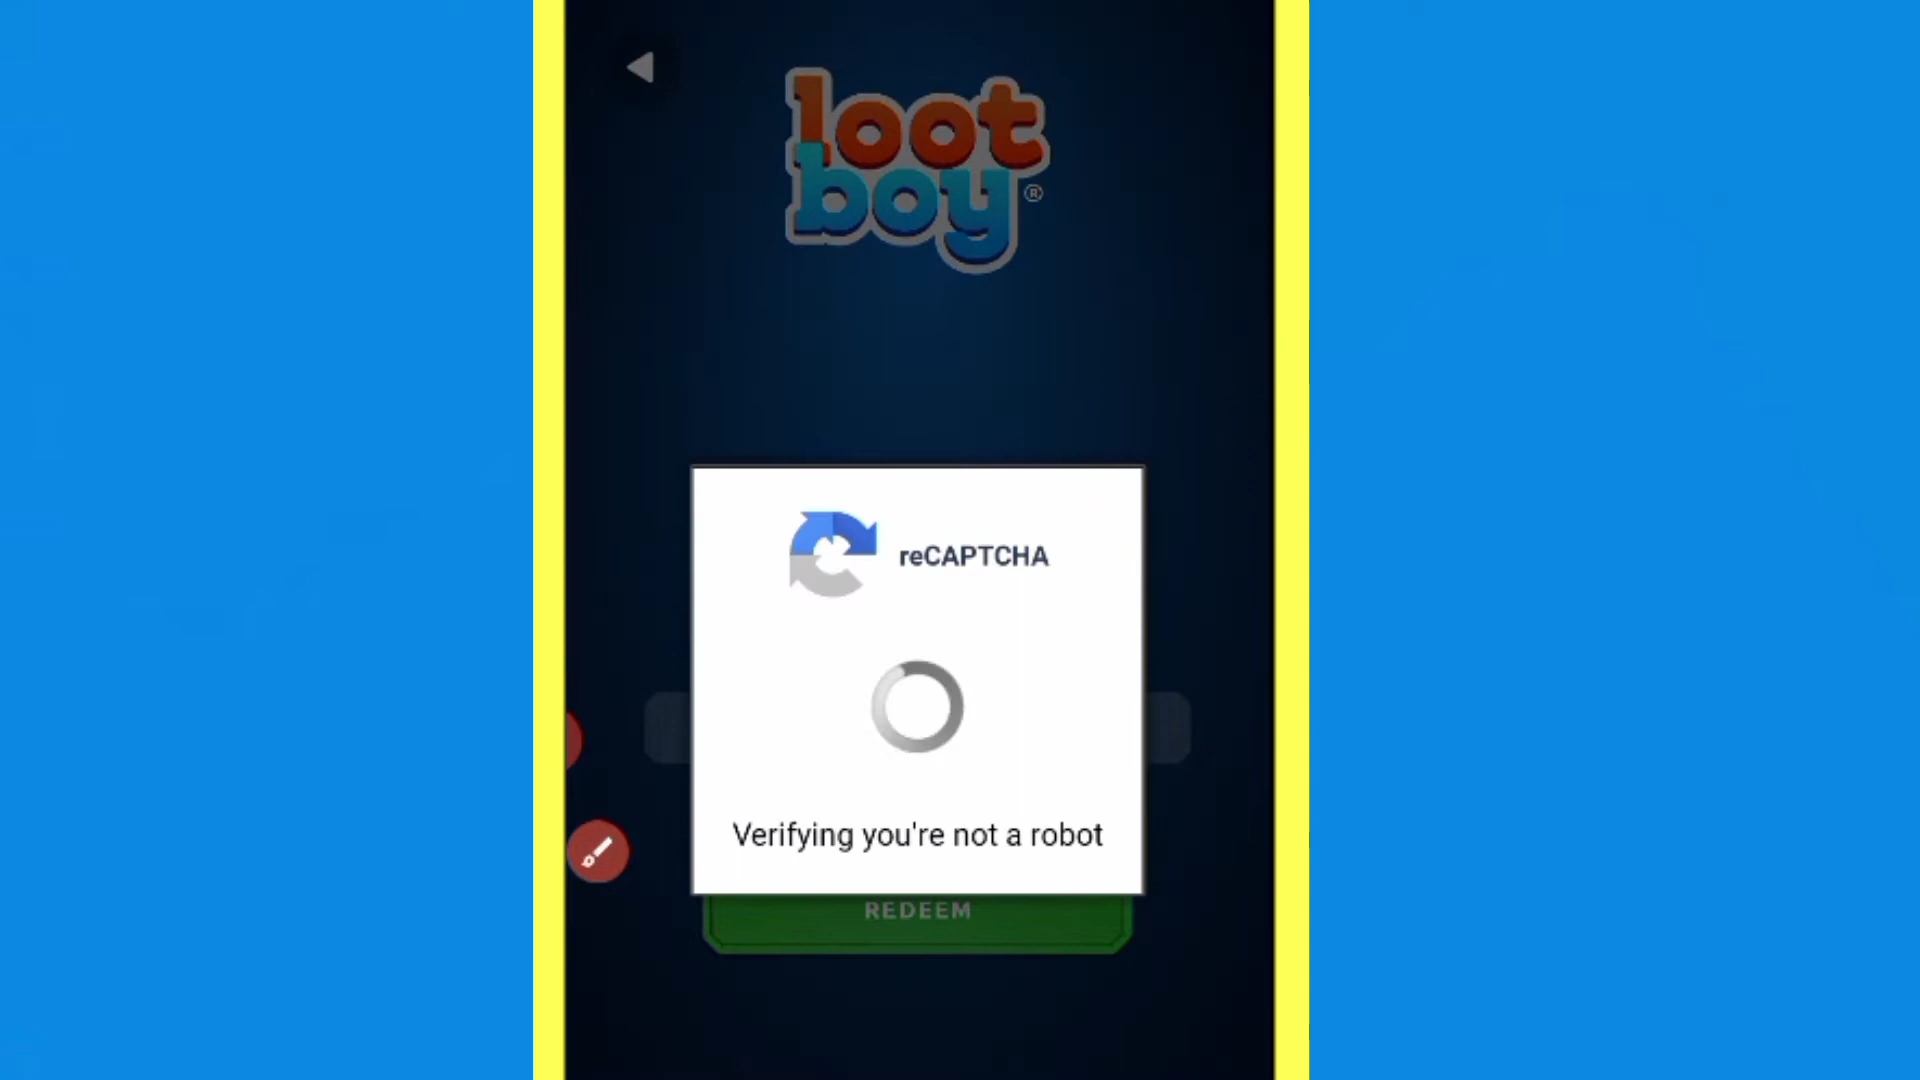 loot
boy ®
reCAPTCHA
Verifying you're not a robot
REDEEM